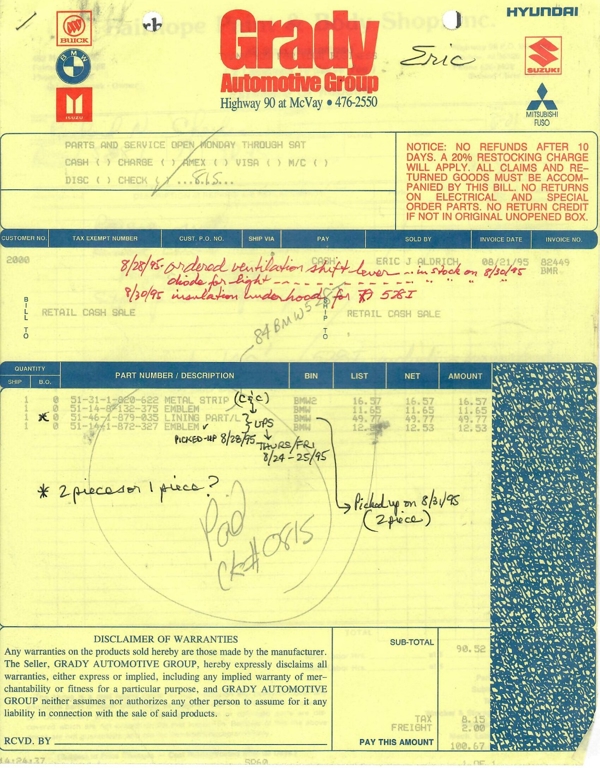 HYUNDAI
BUICK
BMW
ISUZU
Grady
Automotive Group
Highway 90 at McVay • 476-2550
Eric
SUZUKI
MITSUBISHI
FUSO
PARTS AND SERVICE OPEN MONDAY THROUGH SAT
CASH ( ) CHARGE ( ) AMEX ( ) VISA ( ) M/C ( )
DISC ( ) CHECK ( ) ...815...
NOTICE: NO REFUNDS AFTER 10
DAYS. A 20% RESTOCKING CHARGE
WILL APPLY. ALL CLAIMS AND RE-
TURNED GOODS MUST BE ACCOM-
PANIED BY THIS BILL. NO RETURNS
ON ELECTRICAL AND SPECIAL
ORDER PARTS. NO RETURN CREDIT
IF NOT IN ORIGINAL UNOPENED BOX.
CUSTOMER NO. TAX EXEMPT NUMBER CUST. P.O. NO. SHIP VIA PAY SOLD BY INVOICE DATE INVOICE NO.
2000 CASH ERIC J ALDRICH 08/21/95 82449
BMR
8/28/95 - ordered ventilation shift lever ... in stock on 8/30/95
diode for light
8/30/95 insulation underhood for 528I
BILL TO
SHIP TO
RETAIL CASH SALE RETAIL CASH SALE
84 BMW 528
QUANTITY
SHIP B.O. PART NUMBER / DESCRIPTION BIN LIST NET AMOUNT
1 0 51-31-1-820-622 METAL STRIP (C&C) BMW2 16.57 16.57 16.57
1 0 51-14-8-132-375 EMBLEM BMW 11.65 11.65 11.65
1 * 0 51-46-1-879-035 LINING PART/L BMW 49.77 49.77 49.77
1 0 51-14-1-872-327 EMBLEM ✓ BMW 12.53 12.53
} UPS
PICKED-UP 8/28/95
THURS/FRI
8/24-25/95
* 2 pieces or 1 piece?
Picked up on 8/31/95
(2 piece)
Paid
CK# 0815
DISCLAIMER OF WARRANTIES
Any warranties on the products sold hereby are those made by the manufacturer.
The Seller, GRADY AUTOMOTIVE GROUP, hereby expressly disclaims all
warranties, either express or implied, including any implied warranty of mer-
chantability or fitness for a particular purpose, and GRADY AUTOMOTIVE
GROUP neither assumes nor authorizes any other person to assume for it any
liability in connection with the sale of said products.
RCVD. BY
SUB-TOTAL 90.52
TAX 8.15
FREIGHT 2.00
PAY THIS AMOUNT 100.67
14:24:37